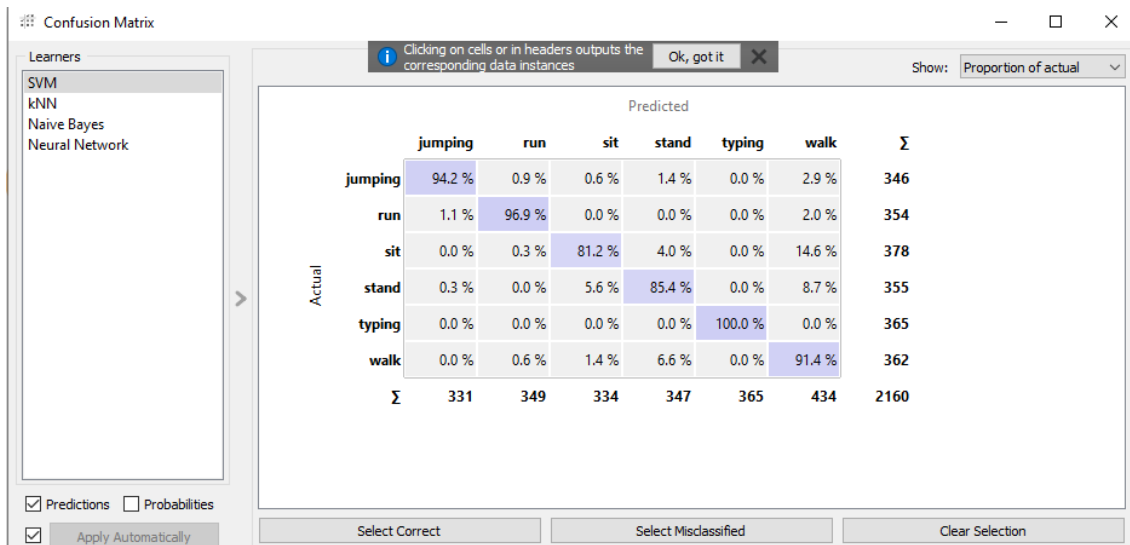 Confusion Matrix
Learners
SVM
kNN
Naive Bayes
Neural Network
Predictions Probabilities
Apply Automatically
Clicking on cells or in headers outputs the
corresponding data instances
Ok, got it
Show: Proportion of actual
Predicted
jumping run sit stand typing walk Σ
jumping 94.2 % 0.9 % 0.6 % 1.4 % 0.0 % 2.9 % 346
run 1.1 % 96.9 % 0.0 % 0.0 % 0.0 % 2.0 % 354
sit 0.0 % 0.3 % 81.2 % 4.0 % 0.0 % 14.6 % 378
Actual
stand 0.3 % 0.0 % 5.6 % 85.4 % 0.0 % 8.7 % 355
typing 0.0 % 0.0 % 0.0 % 0.0 % 100.0 % 0.0 % 365
walk 0.0 % 0.6 % 1.4 % 6.6 % 0.0 % 91.4 % 362
Σ 331 349 334 347 365 434 2160
Select Correct Select Misclassified Clear Selection